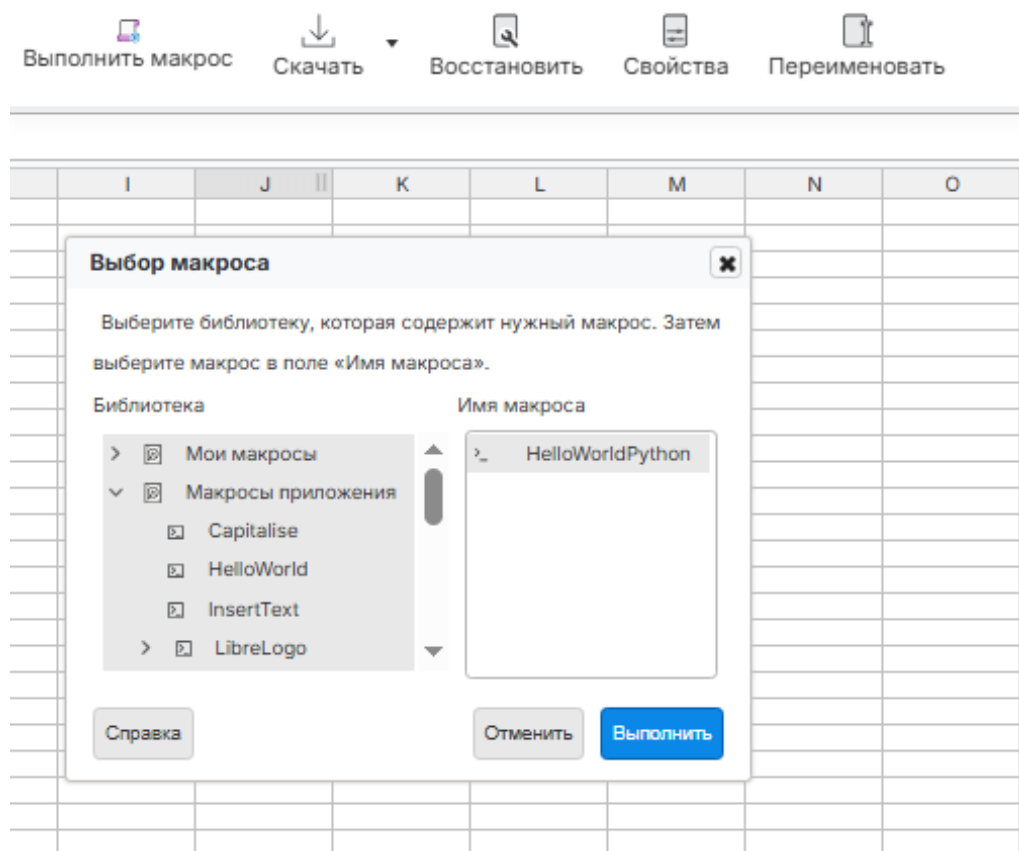 Выполнить макрос
Скачать
Восстановить
Свойства
Переименовать
I J K L M N O
Выбор макроса
Выберите библиотеку, которая содержит нужный макрос. Затем
выберите макрос в поле «Имя макроса».
Библиотека
Имя макроса
Мои макросы
Макросы приложения
Capitalise
HelloWorld
InsertText
LibreLogo
HelloWorldPython
Справка
Отменить
Выполнить